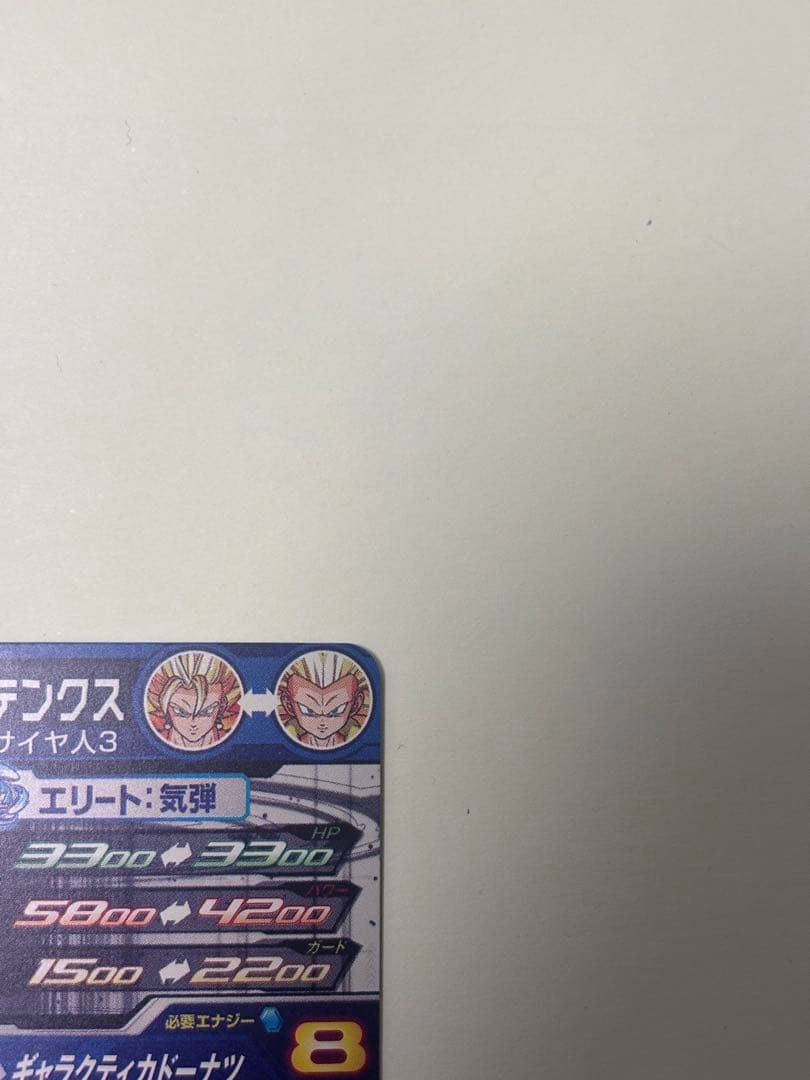 テンクス
サイヤ人3
エリート：気弾
HP
3300 3300
パワー
5800 4200
ガード
1500 2200
必要エナジー 8
ギャラクティカドーナツ